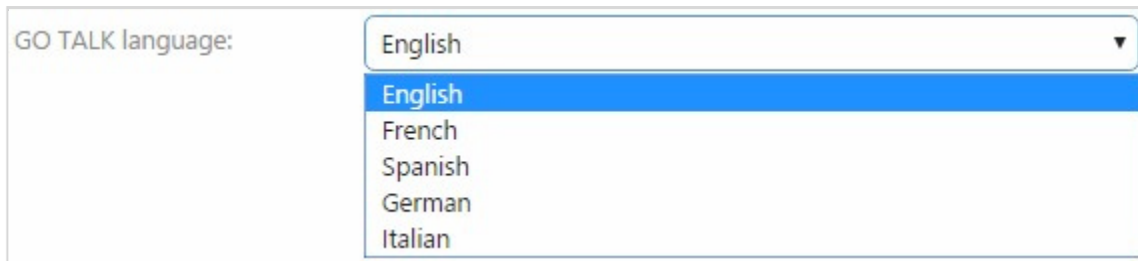 GO TALK language:
English
English
French
Spanish
German
Italian